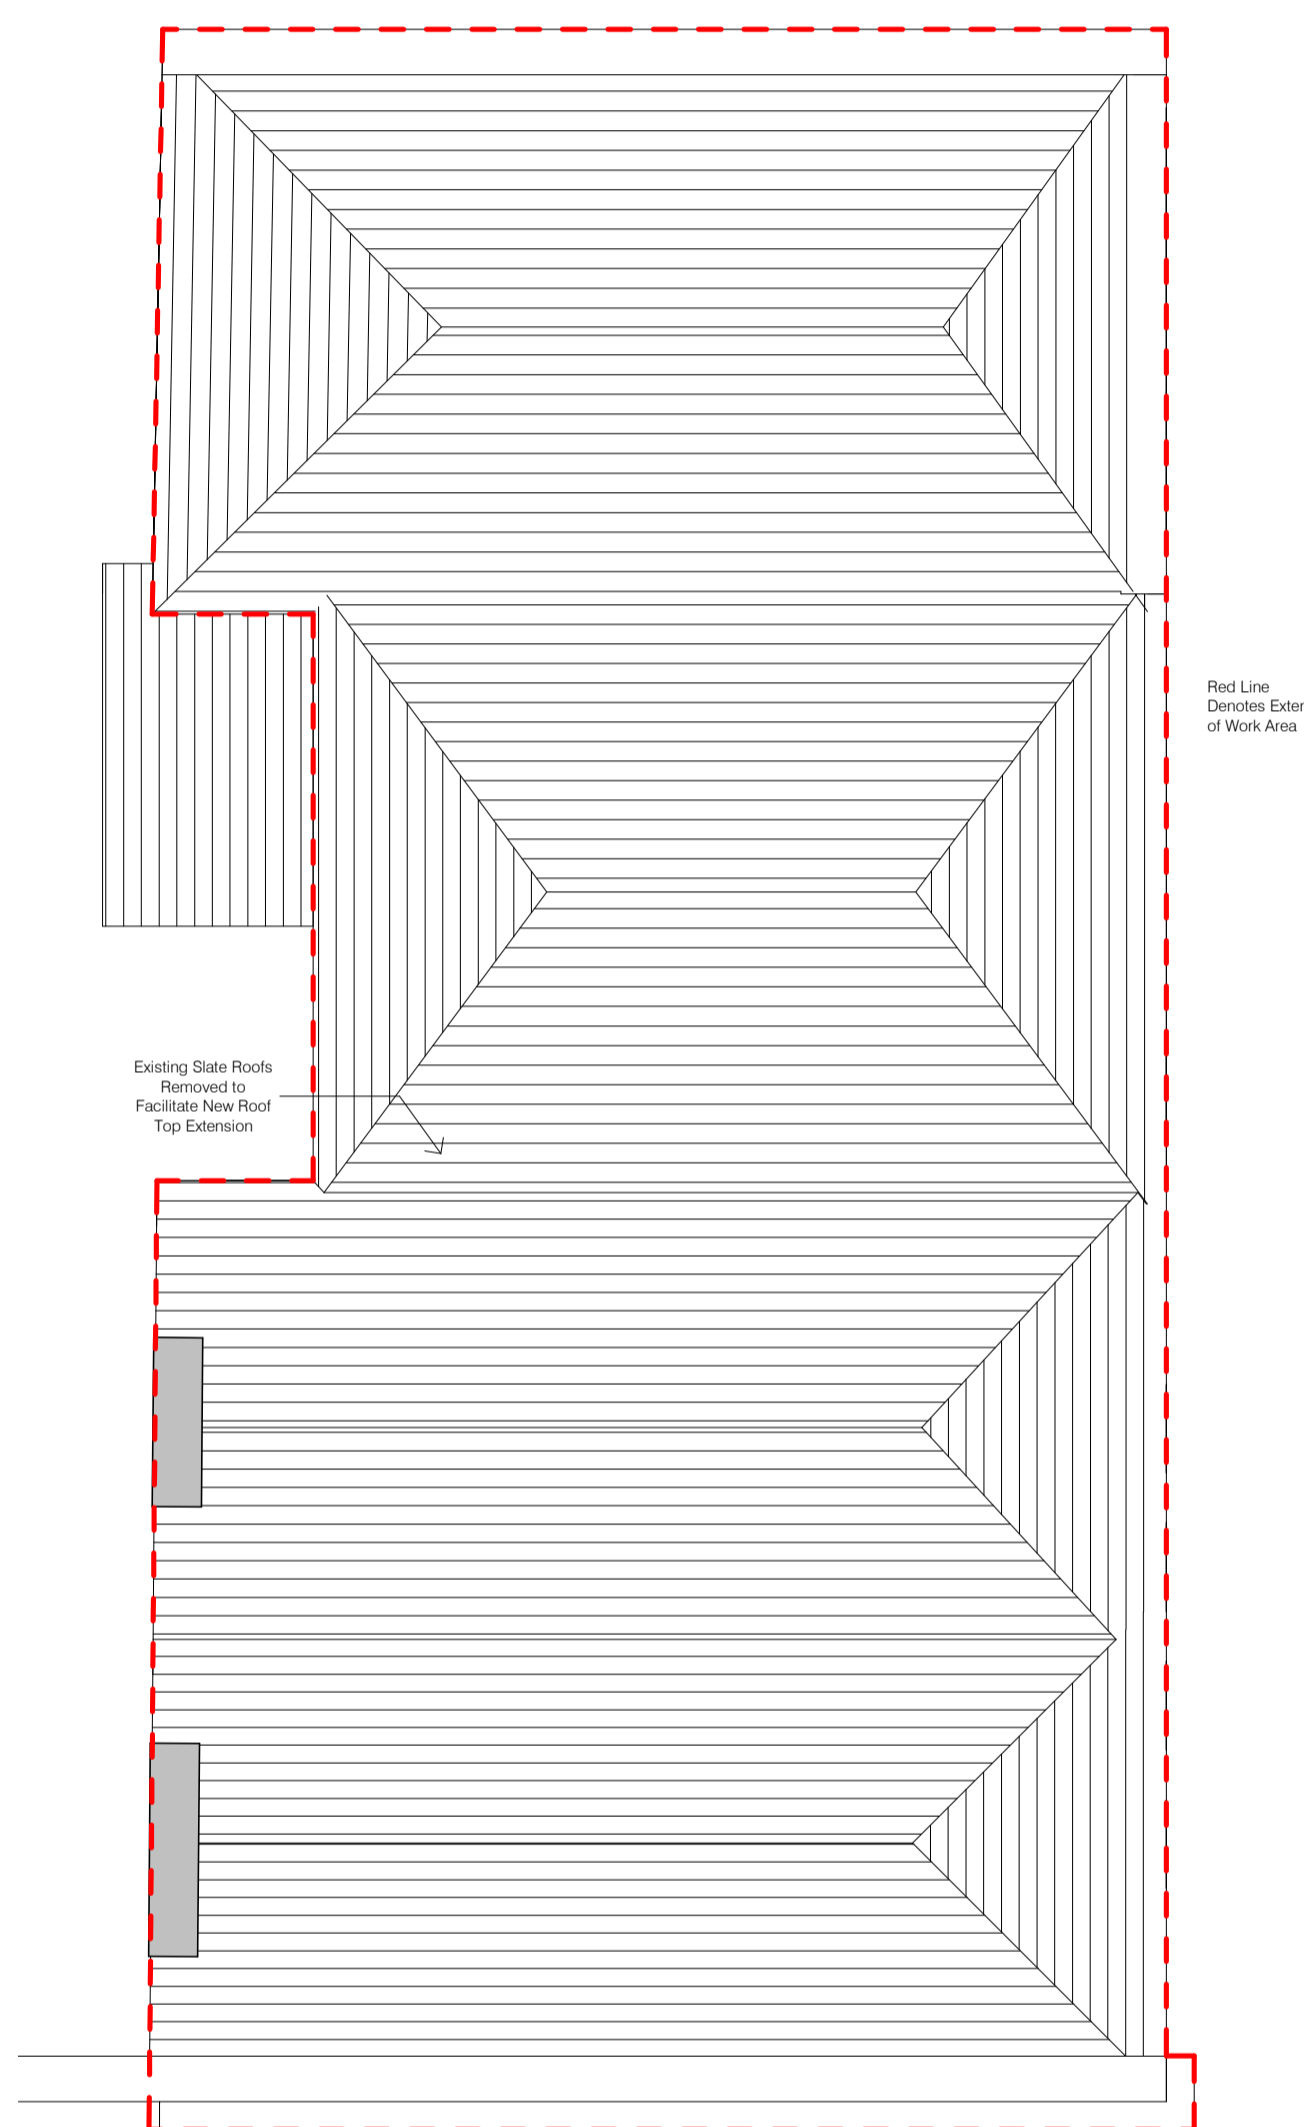 Red Line
Denotes Exter
of Work Area
Existing Slate Roofs
Removed to
Facilitate New Roof
Top Extension